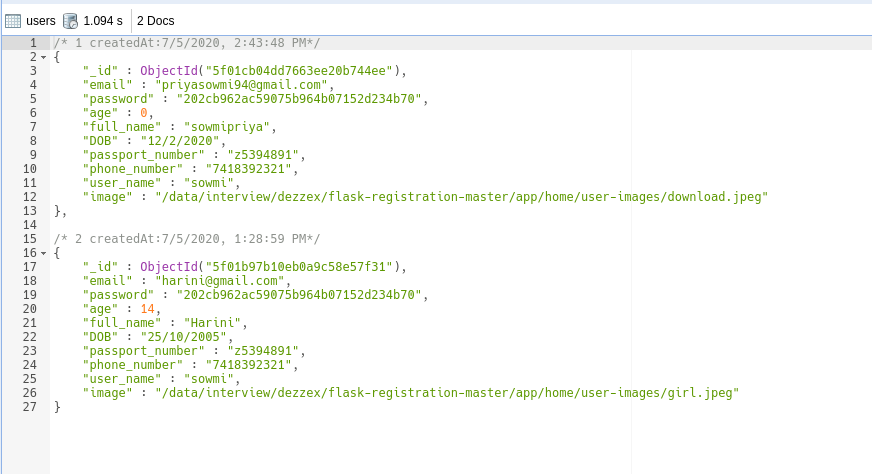 users 1.094 s 2 Docs
1 /* 1 createdAt:7/5/2020, 2:43:48 PM*/
2 {
3 "_id" : ObjectId("5f01cb04dd7663ee20b744ee"),
4 "email" : "priyasowmi94@gmail.com",
5 "password" : "202cb962ac59075b964b07152d234b70",
6 "age" : 0,
7 "full_name" : "sowmipriya",
8 "DOB" : "12/2/2020",
9 "passport_number" : "z5394891",
10 "phone_number" : "7418392321",
11 "user_name" : "sowmi",
12 "image" : "/data/interview/dezzex/flask-registration-master/app/home/user-images/download.jpeg"
13 },
14
15 /* 2 createdAt:7/5/2020, 1:28:59 PM*/
16 {
17 "_id" : ObjectId("5f01b97b10eb0a9c58e57f31"),
18 "email" : "harini@gmail.com",
19 "password" : "202cb962ac59075b964b07152d234b70",
20 "age" : 14,
21 "full_name" : "Harini",
22 "DOB" : "25/10/2005",
23 "passport_number" : "z5394891",
24 "phone_number" : "7418392321",
25 "user_name" : "sowmi",
26 "image" : "/data/interview/dezzex/flask-registration-master/app/home/user-images/girl.jpeg"
27 }